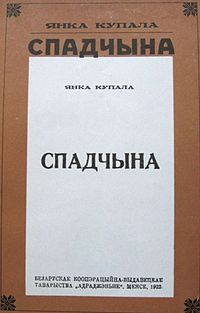 ЯНКА КУПАЛА
СПАДЧЫНА
ЯНКА КУПАЛА
СПАДЧЫНА
БЕЛАРУСКАЕ КООПЭРАЦЫЙНА-ВЫДАВЕЦКАЕ
ТАВАРЫСТВА „АДРАДЖЭНЬНЕ“, МЕНСК, 1922.